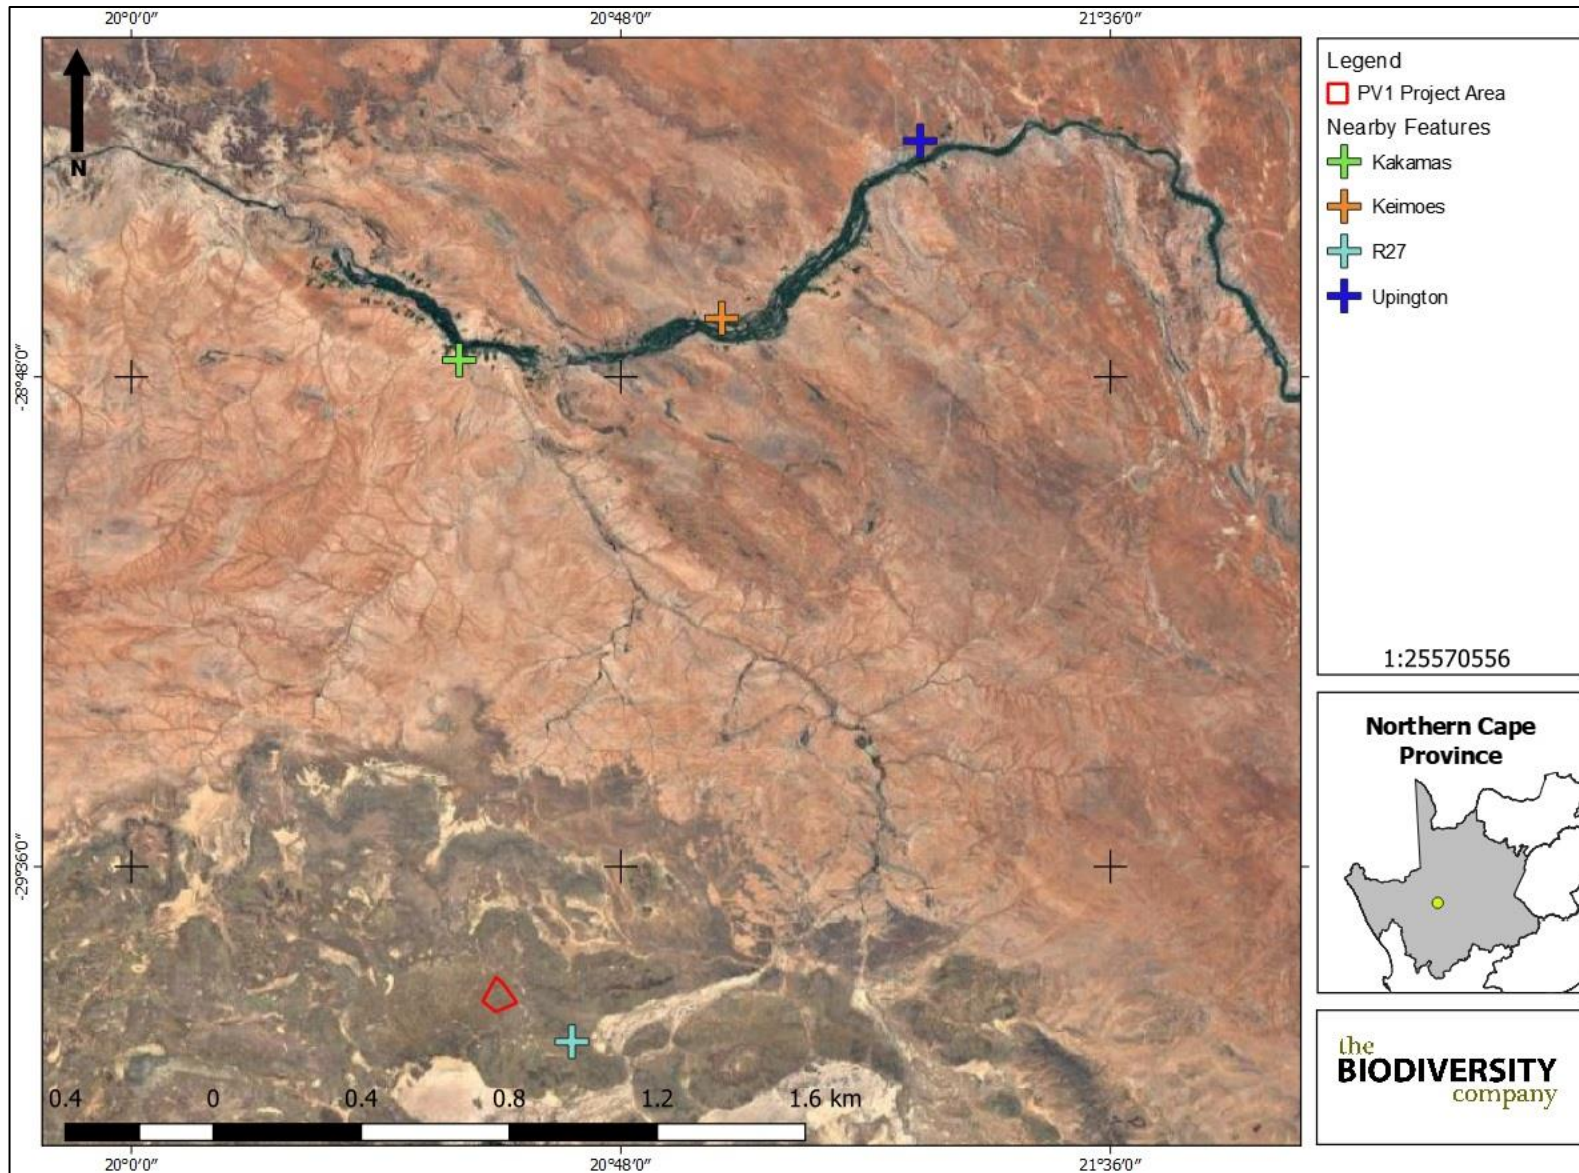 20°0′0″ 20°48′0″ 21°36′0″
N
-28°48′0″
-29°36′0″
0.4 0 0.4 0.8 1.2 1.6 km
20°0′0″ 20°48′0″ 21°36′0″
Legend
PV1 Project Area
Nearby Features
Kakamas
Keimoes
R27
Upington
1:25570556
Northern Cape
Province
the
BIODIVERSITY
company